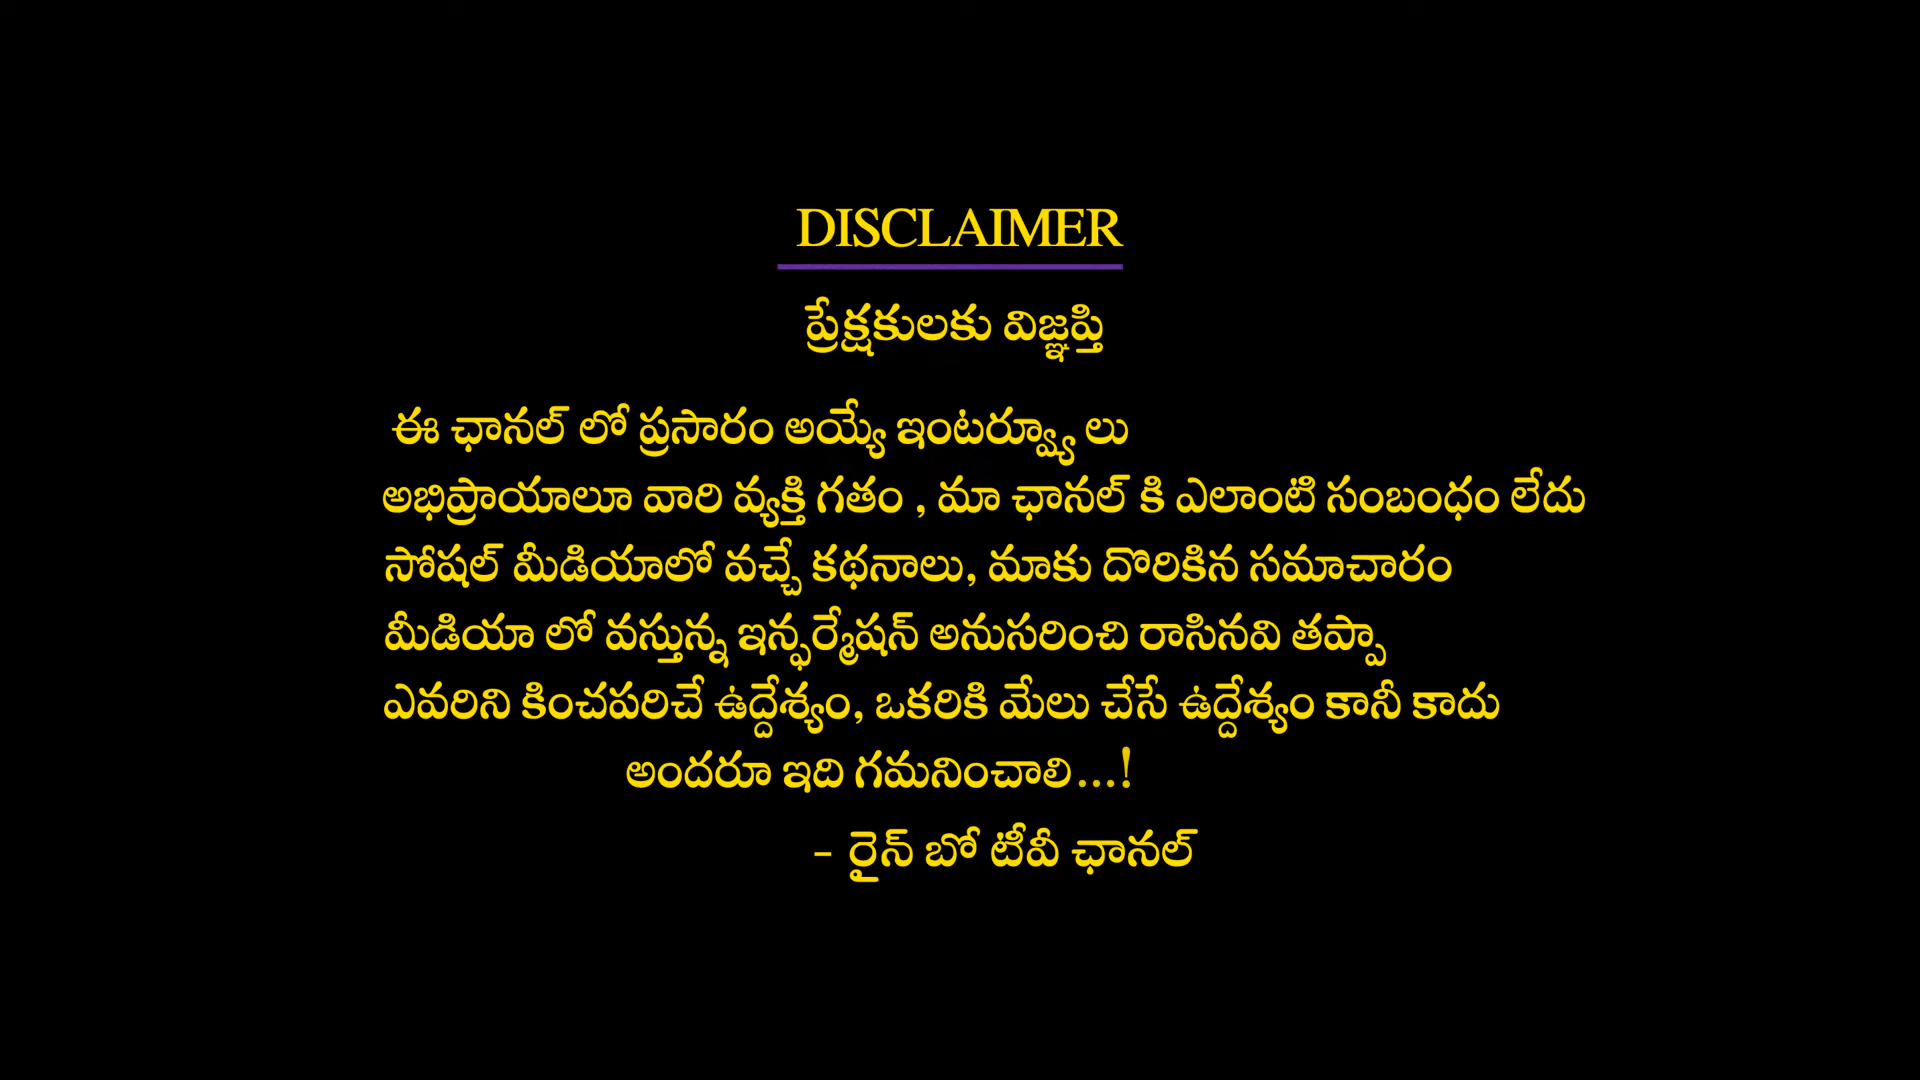 DISCLAIMER
ప్రేక్షకులకు విజ్ఞప్తి
ఈ ఛానల్ లో ప్రసారం అయ్యే ఇంటర్వ్యూ లు
అభిప్రాయాలూ వారి వ్యక్తి గతం , మా ఛానల్ కి ఎలాంటి సంబంధం లేదు
సోషల్ మీడియాలో వచ్చే కథనాలు, మాకు దొరికిన సమాచారం
మీడియా లో వస్తున్న ఇన్ఫర్మేషన్ అనుసరించి రాసినవి తప్పా
ఎవరిని కించపరిచే ఉద్దేశ్యం, ఒకరికి మేలు చేసే ఉద్దేశ్యం కానీ కాదు
అందరూ ఇది గమనించాలి...!
- రైన్ బో టీవీ ఛానల్